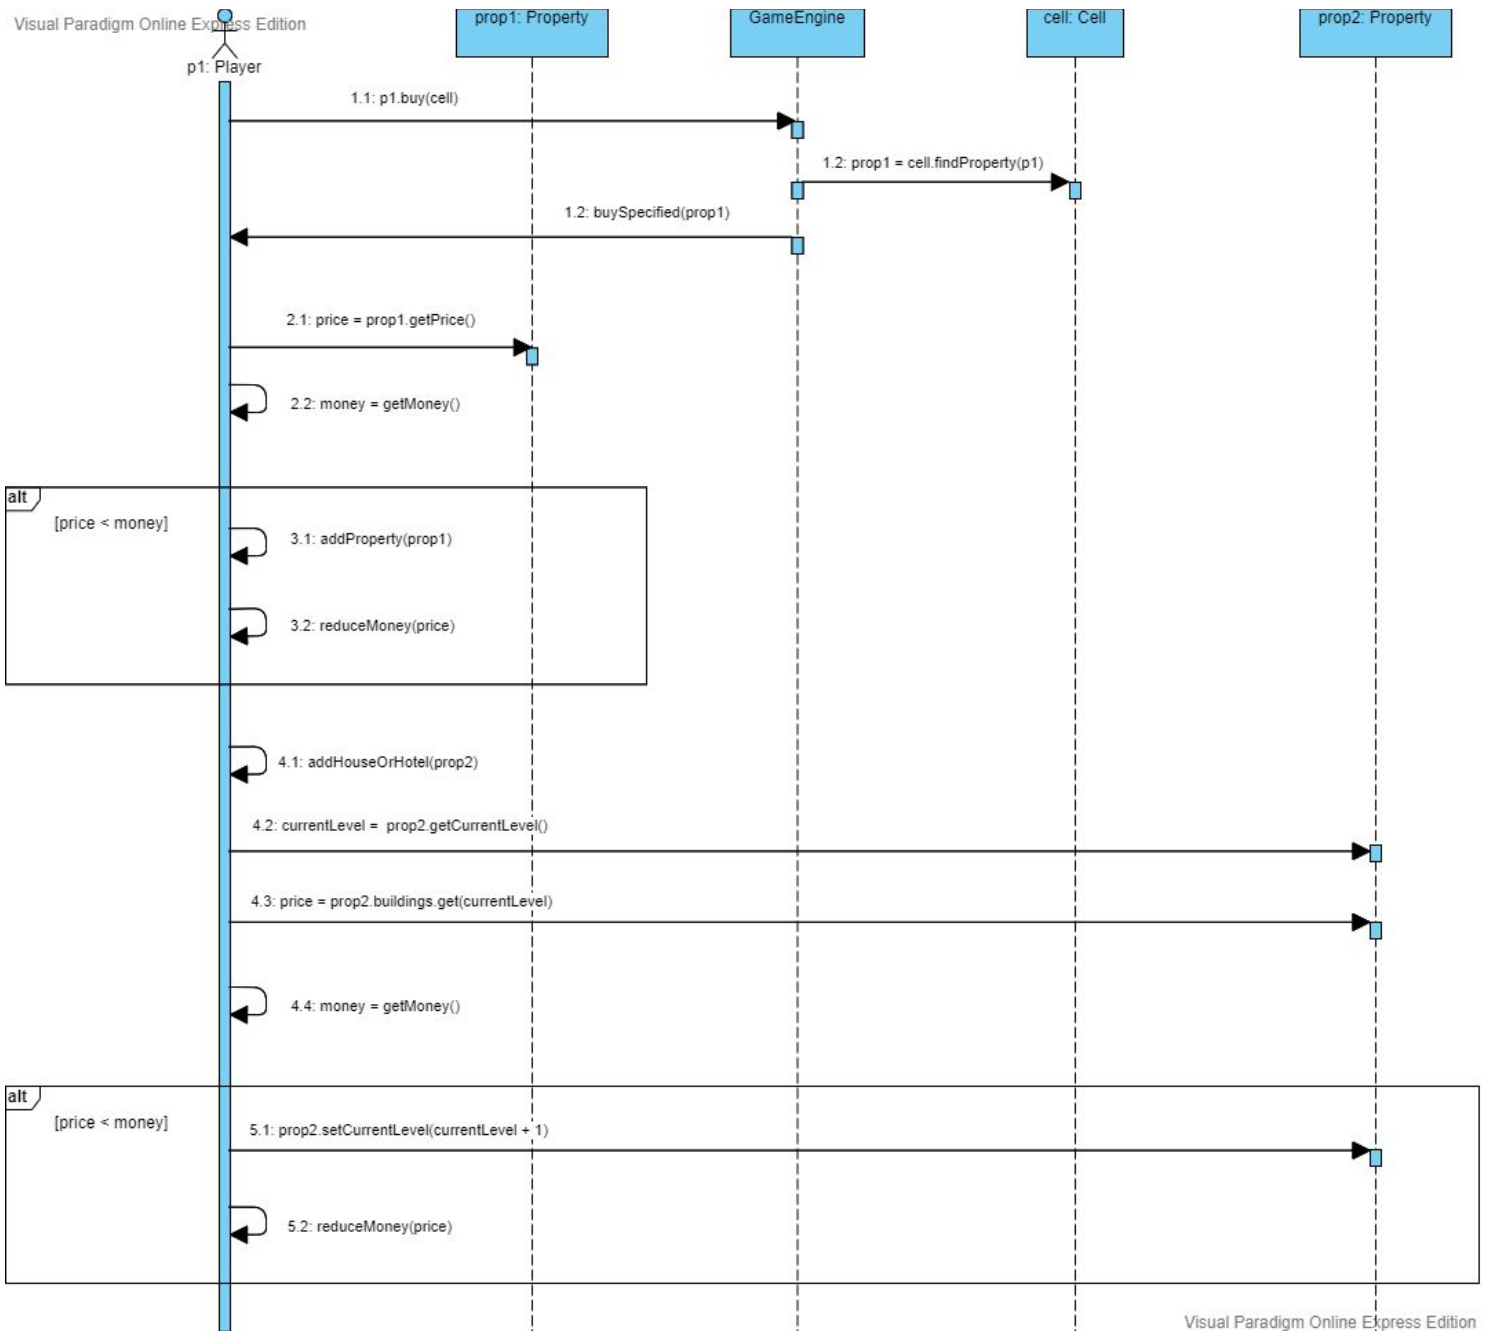 Visual Paradigm Online Express Edition
p1: Player
prop1: Property
GameEngine
cell: Cell
prop2: Property
1.1: p1.buy(cell)
1.2: prop1 = cell.findProperty(p1)
1.2: buySpecified(prop1)
2.1: price = prop1.getPrice()
2.2: money = getMoney()
alt
[price < money]
3.1: addProperty(prop1)
3.2: reduceMoney(price)
4.1: addHouseOrHotel(prop2)
4.2: currentLevel =  prop2.getCurrentLevel()
4.3: price = prop2.buildings.get(currentLevel)
4.4: money = getMoney()
alt
[price < money]
5.1: prop2.setCurrentLevel(currentLevel + 1)
5.2: reduceMoney(price)
Visual Paradigm Online Express Edition